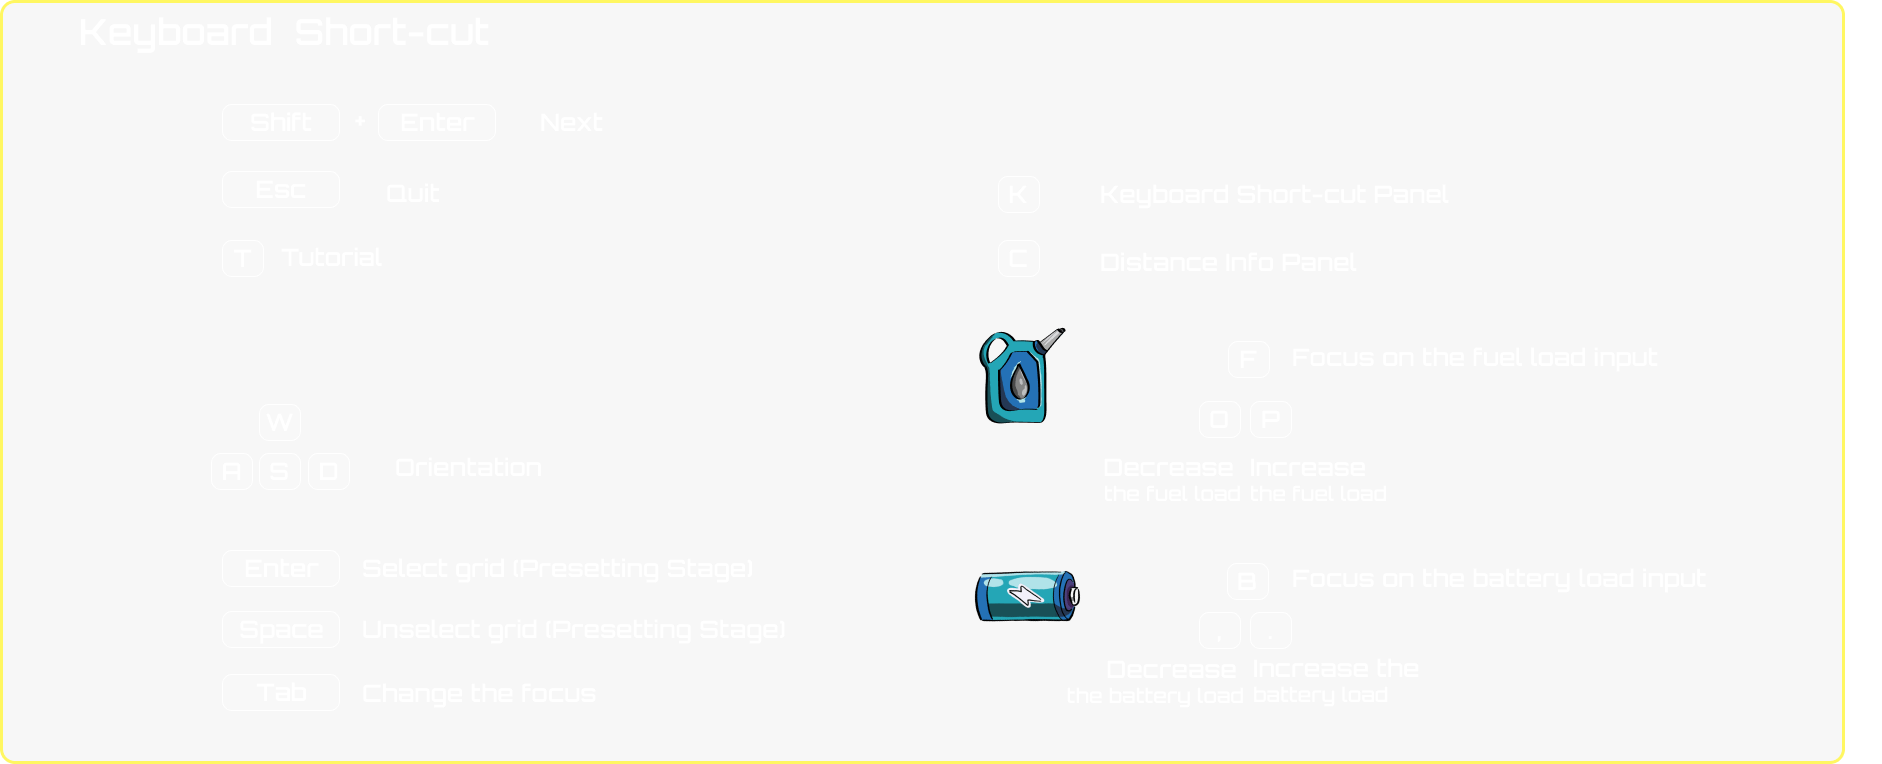 Keyboard Short-cut
Shift + Enter Next
Esc Quit
T Tutorial
W
A S D Orientation
Enter Select grid (Presetting Stage)
Space Unselect grid (Presetting Stage)
Tab Change the focus
K Keyboard Short-cut Panel
C Distance Info Panel
F Focus on the fuel load input
O P
Decrease Increase
the fuel load the fuel load
B Focus on the battery load input
, .
Decrease Increase the
the battery load battery load